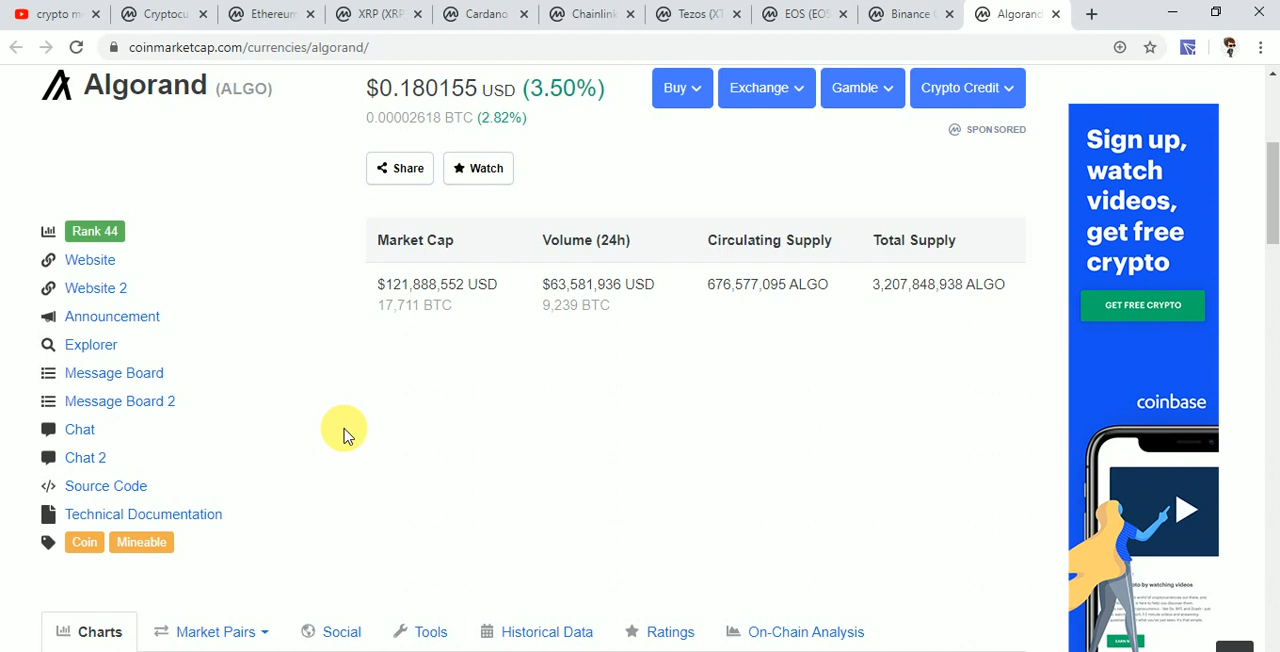 crypto m
Cryptocu
Ethereum
XRP (XRP
Cardano
Chainlink
Tezos (XT
EOS (EOS
Binance C
Algorand
coinmarketcap.com/currencies/algorand/
Algorand (ALGO)
$0.180155 USD (3.50%)
0.00002618 BTC (2.82%)
Buy
Exchange
Gamble
Crypto Credit
SPONSORED
Share
Watch
Rank 44
Website
Website 2
Announcement
Explorer
Message Board
Message Board 2
Chat
Chat 2
Source Code
Technical Documentation
Coin Mineable
Market Cap Volume (24h) Circulating Supply Total Supply
$121,888,552 USD $63,581,936 USD 676,577,095 ALGO 3,207,848,938 ALGO
17,711 BTC 9,239 BTC
Charts Market Pairs Social Tools Historical Data Ratings On-Chain Analysis
Sign up,
watch
videos,
get free
crypto
GET FREE CRYPTO
coinbase
pto by watching videos